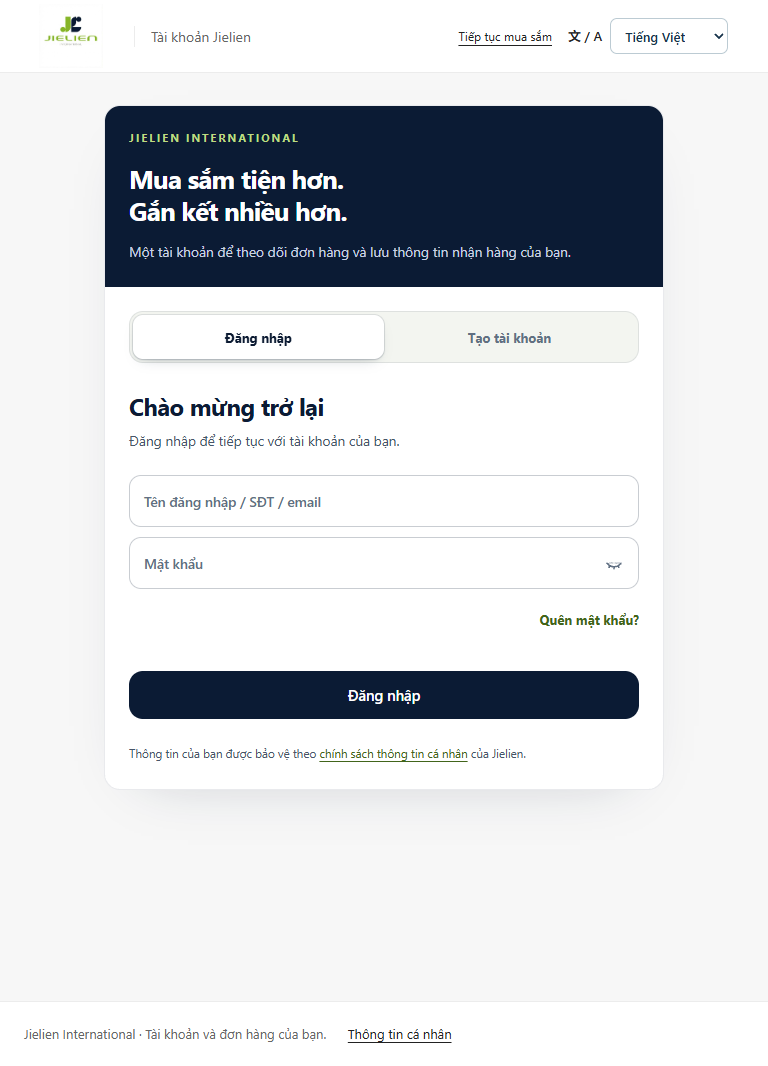 JIELIEN
Tài khoản Jielien
Tiếp tục mua sắm
文 / A
Tiếng Việt
JIELIEN INTERNATIONAL
Mua sắm tiện hơn.
Gắn kết nhiều hơn.
Một tài khoản để theo dõi đơn hàng và lưu thông tin nhận hàng của bạn.
Đăng nhập
Tạo tài khoản
Chào mừng trở lại
Đăng nhập để tiếp tục với tài khoản của bạn.
Tên đăng nhập / SĐT / email
Mật khẩu
Quên mật khẩu?
Đăng nhập
Thông tin của bạn được bảo vệ theo chính sách thông tin cá nhân của Jielien.
Jielien International · Tài khoản và đơn hàng của bạn.
Thông tin cá nhân